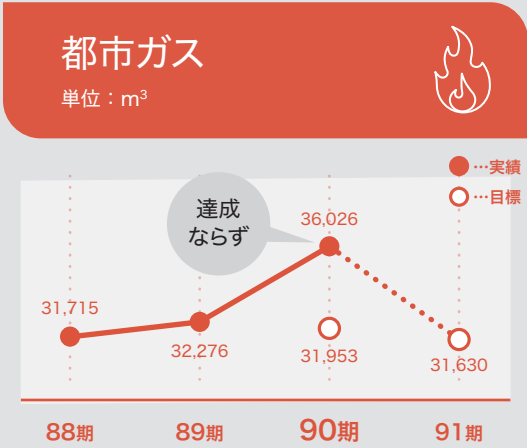 都市ガス
単位：m³
…実績
…目標
達成
ならず
36,026
31,715
32,276
31,953
31,630
88期
89期
90期
91期